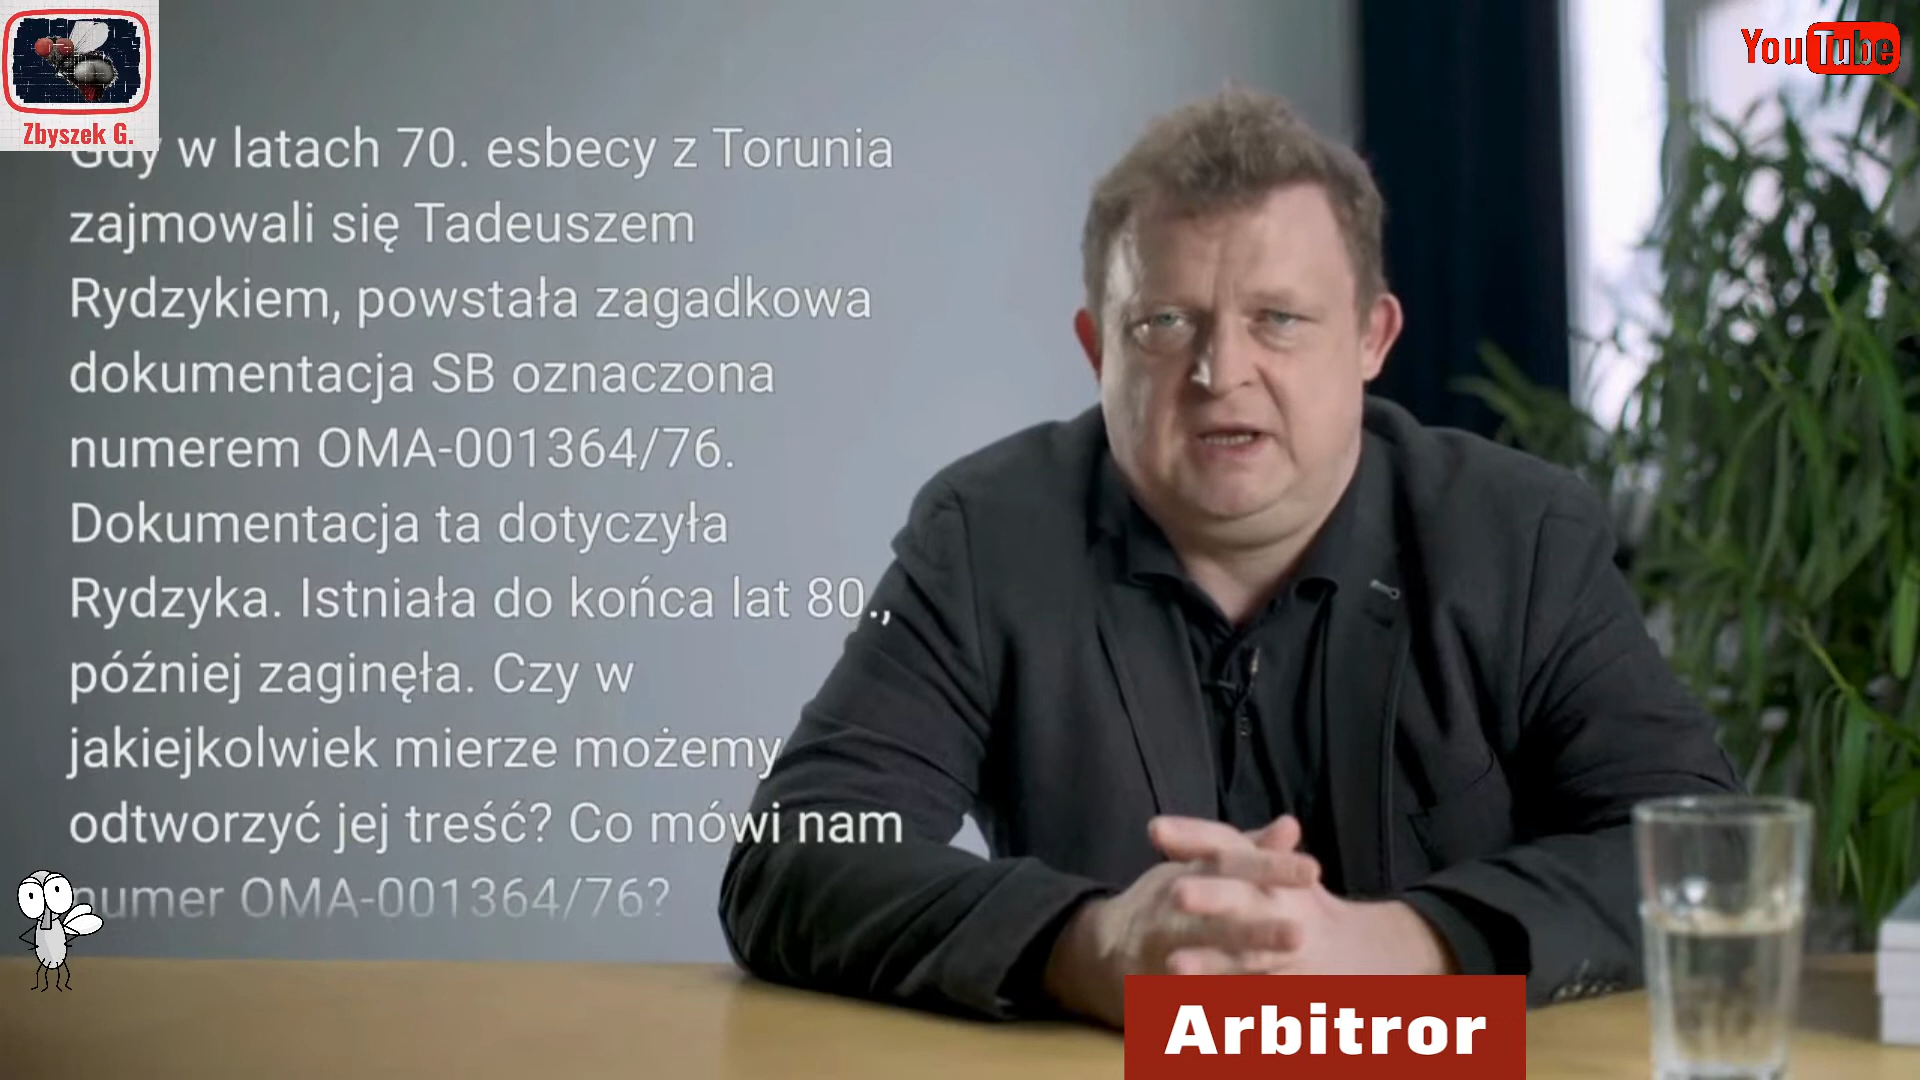 YouTube
Zbyszek G.
Gdy w latach 70. esbecy z Torunia
zajmowali się Tadeuszem
Rydzykiem, powstała zagadkowa
dokumentacja SB oznaczona
numerem OMA-001364/76.
Dokumentacja ta dotyczyła
Rydzyka. Istniała do końca lat 80.,
później zaginęła. Czy w
jakiejkolwiek mierze możemy
odtworzyć jej treść? Co mówi nam
numer OMA-001364/76?
Arbitror